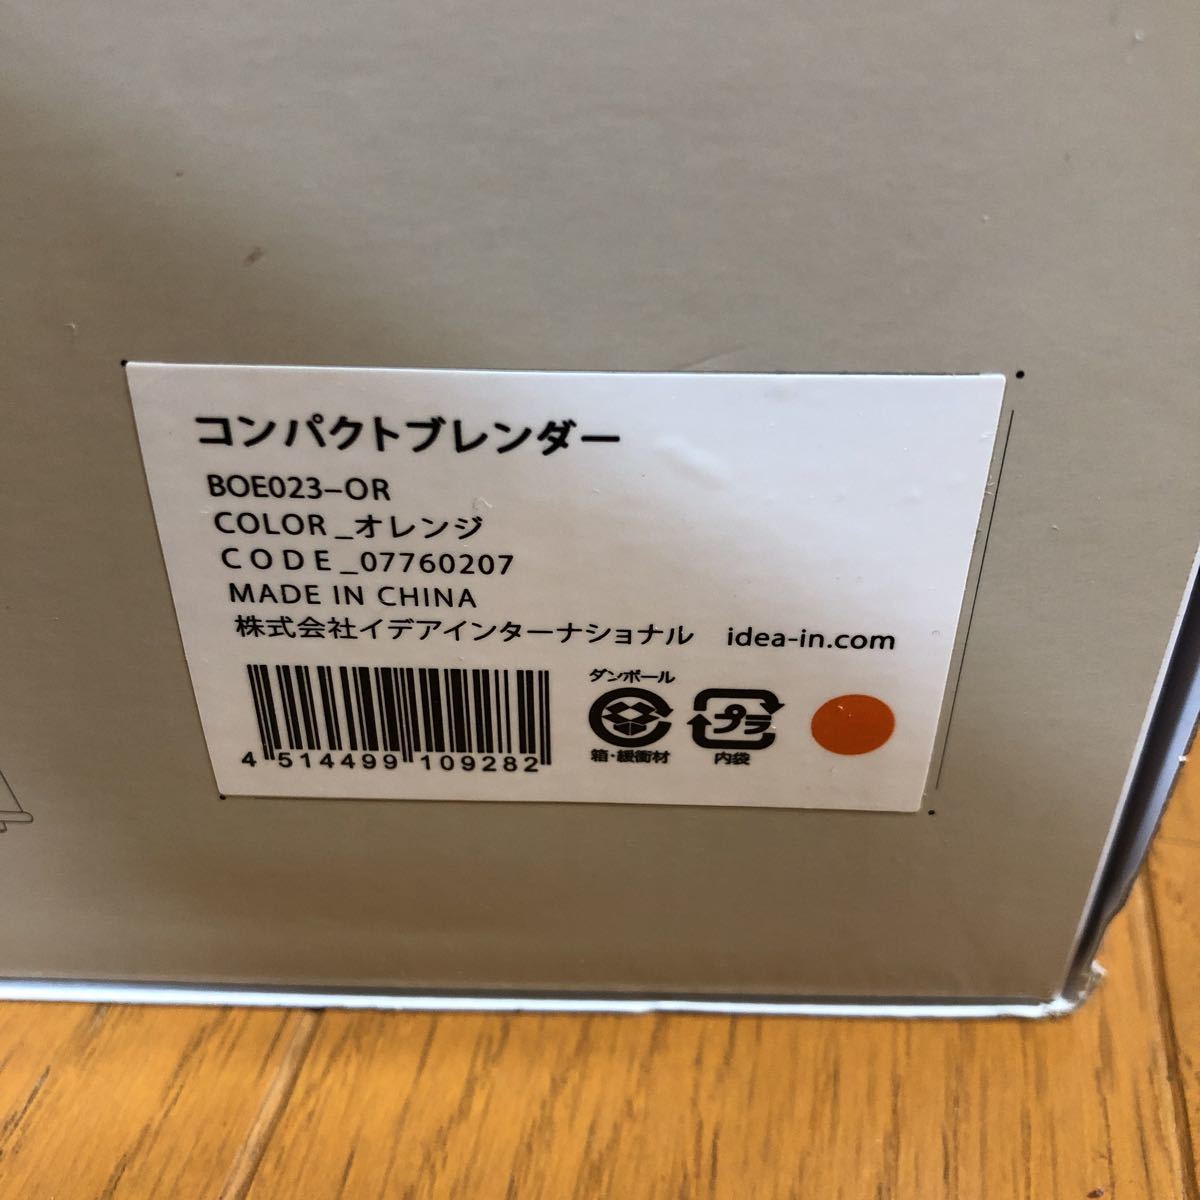 コンパクトブレンダー
BOE023-OR
COLOR_オレンジ
CODE_07760207
MADE IN CHINA
株式会社イデアインターナショナル idea-in.com
4 514499 109282
ダンボール
箱・緩衝材
プラ
内袋